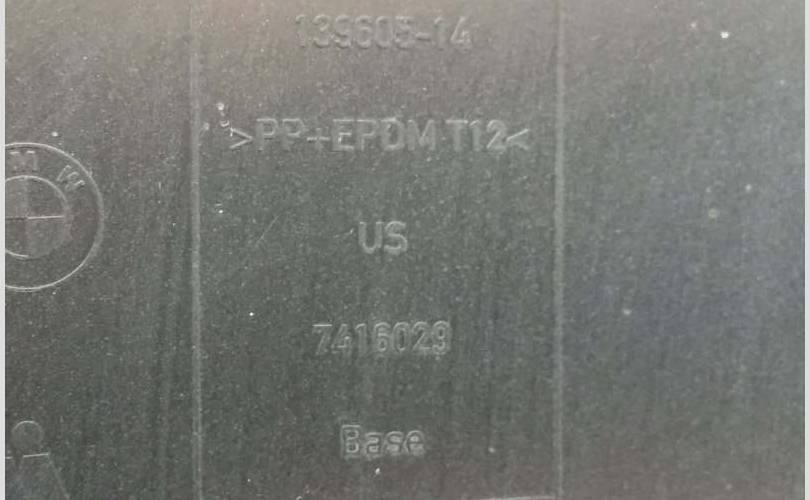 139605-14
>PP+EPDM T12<
US
M W
7416029
Base